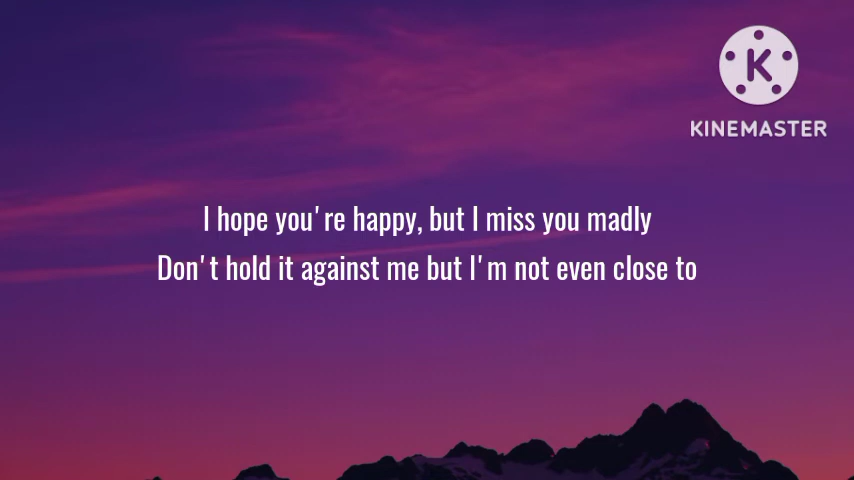 K
KINEMASTER
I hope you're happy, but I miss you madly
Don't hold it against me but I'm not even close to